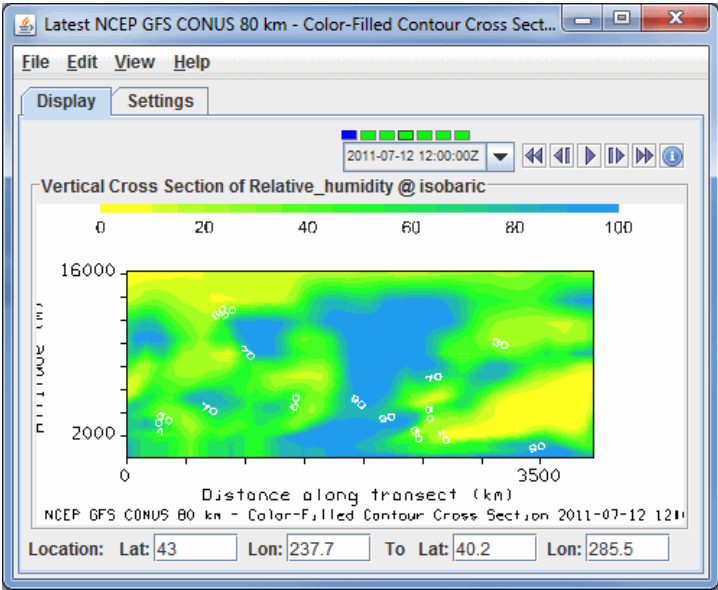 Latest NCEP GFS CONUS 80 km - Color-Filled Contour Cross Sect...
File Edit View Help
Display Settings
2011-07-12 12:00:00Z
Vertical Cross Section of Relative_humidity @ isobaric
0 20 40 60 80 100
16000
2000
0 3500
Distance along transect (km)
NCEP GFS CONUS 80 km - Color-Filled Contour Cross Section 2011-07-12
Location: Lat: 43 Lon: 237.7 To Lat: 40.2 Lon: 285.5